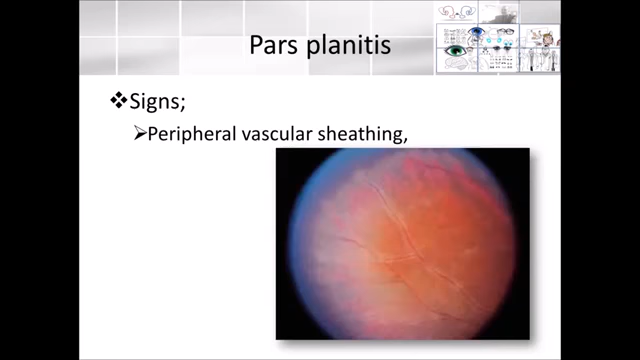 Pars planitis
❖Signs;
➢Peripheral vascular sheathing,